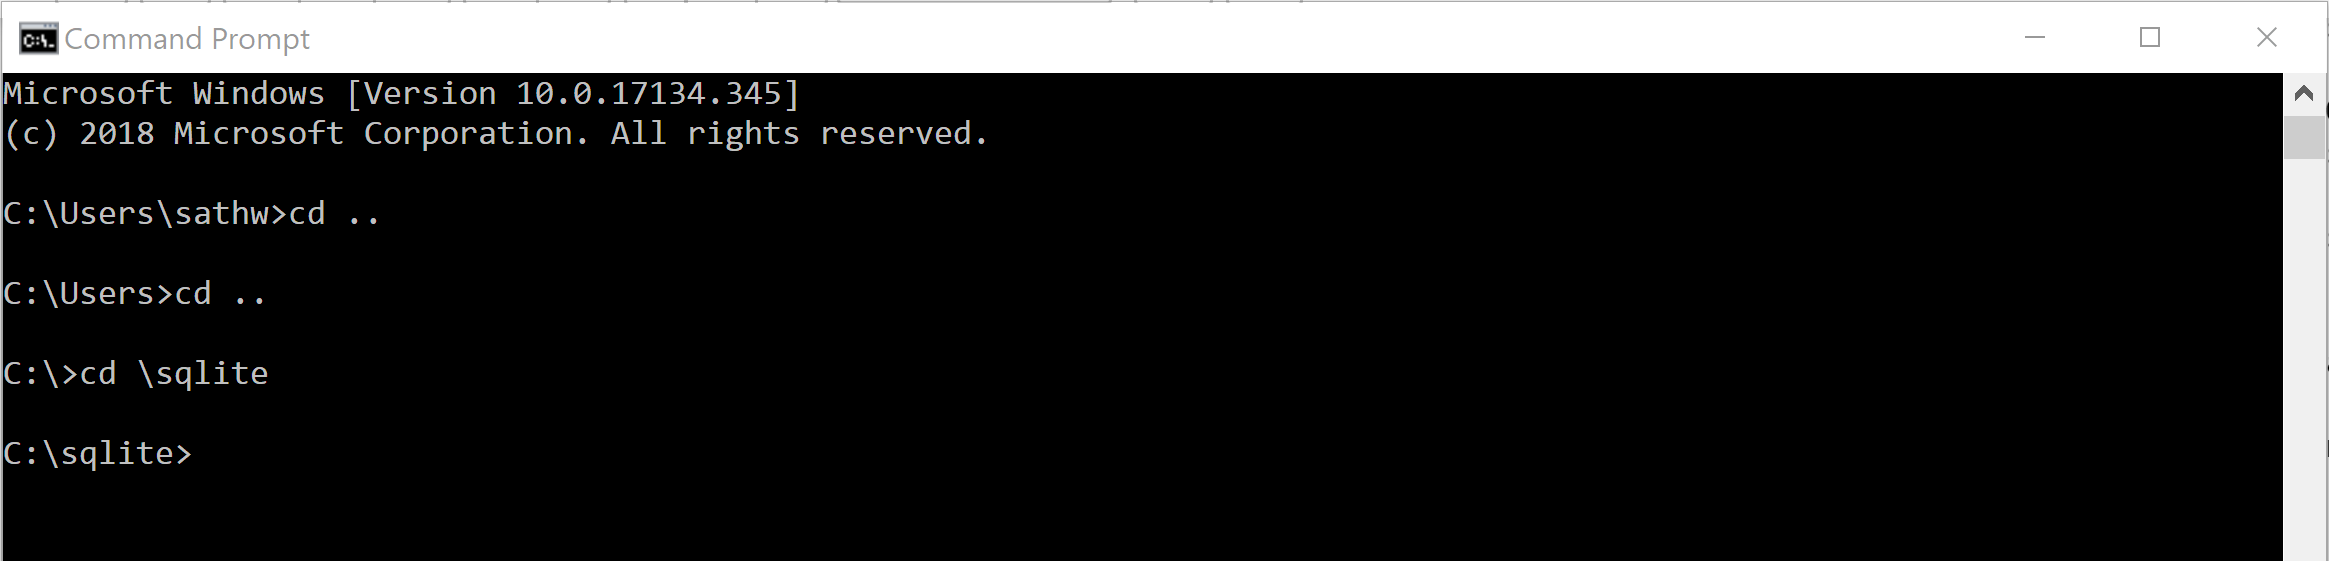 Command Prompt
Microsoft Windows [Version 10.0.17134.345]
(c) 2018 Microsoft Corporation. All rights reserved.
C:\Users\sathw>cd ..
C:\Users>cd ..
C:\>cd \sqlite
C:\sqlite>